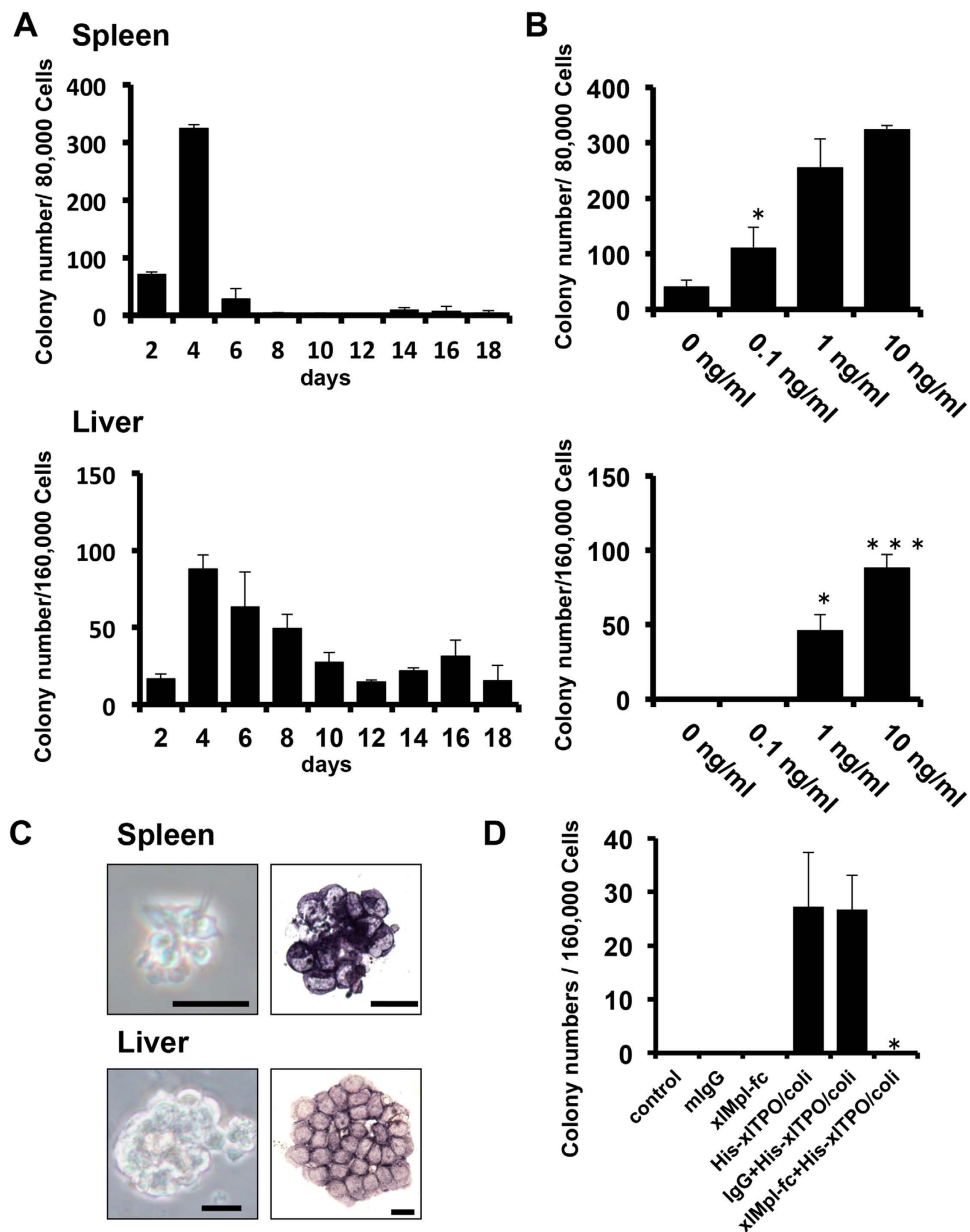 A
Spleen
Colony number/ 80,000 Cells
400
300
200
100
0
2 4 6 8 10 12 14 16 18
days
Liver
Colony number/160,000 Cells
150
100
50
0
2 4 6 8 10 12 14 16 18
days
B
Colony number/ 80,000 Cells
400
300
200
100
0
*
0 ng/ml 0.1 ng/ml 1 ng/ml 10 ng/ml
Colony number/160,000 Cells
150
100
50
0
*
* * *
0 ng/ml 0.1 ng/ml 1 ng/ml 10 ng/ml
C
Spleen
Liver
D
Colony numbers / 160,000 Cells
40
30
20
10
0
*
control
mIgG
xlMpl-fc
His-xlTPO/coli
IgG+His-xlTPO/coli
xlMpl-fc+His-xlTPO/coli